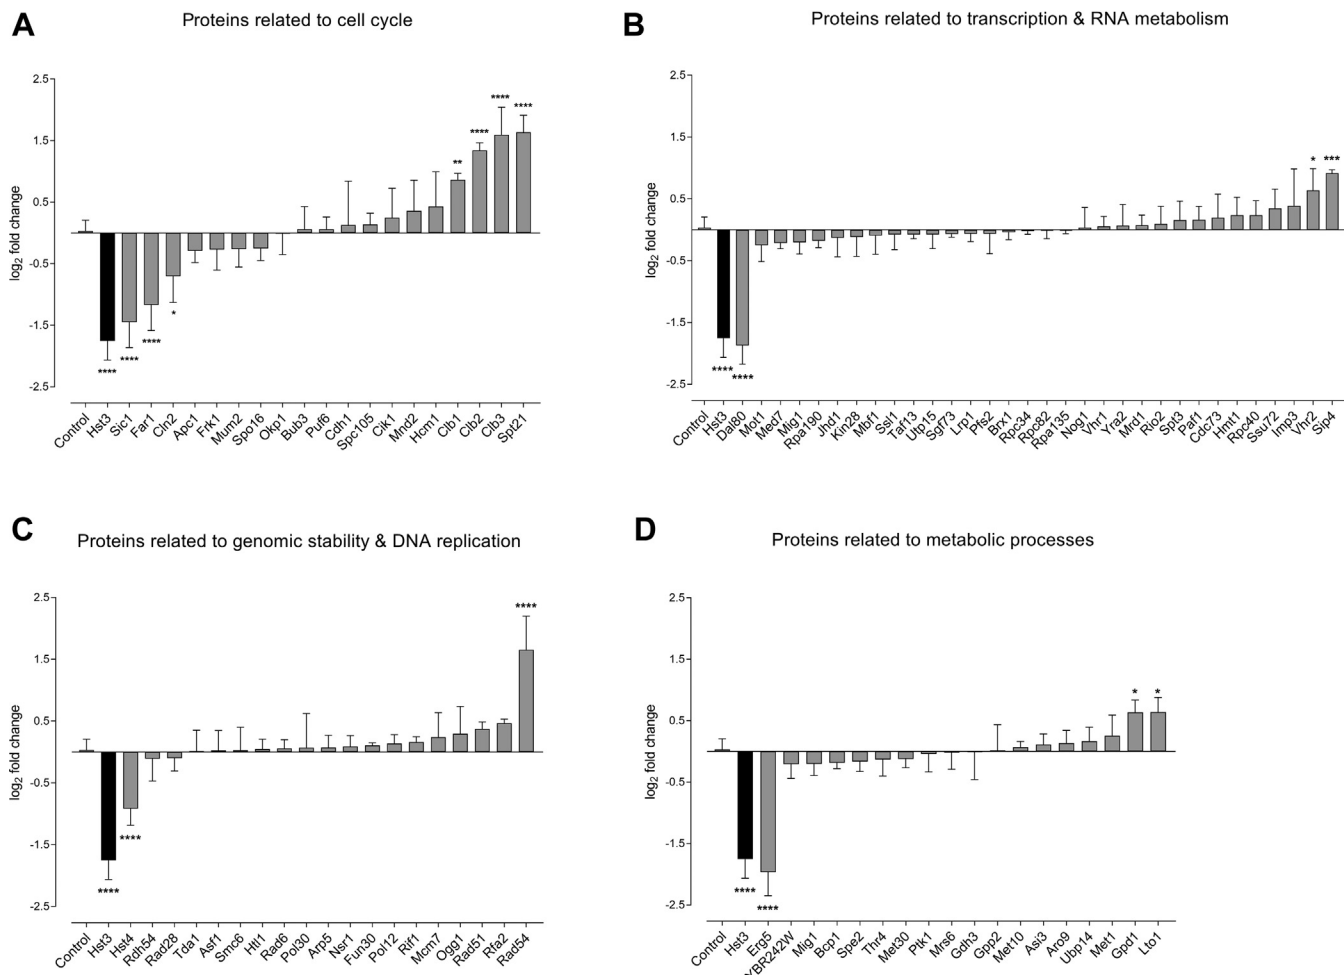 A
Proteins related to cell cycle
log2 fold change
2.5
1.5
0.5
-0.5
-1.5
-2.5
**** **** **** * ** **** **** ****
Control Hst3 Sic1 Far1 Cln2 Apc1 Frk1 Mum2 Spo16 Okp1 Bub3 Puf6 Cdh1 Spc105 Cik1 Mnd2 Hcm1 Clb1 Clb2 Clb3 Spt21
B
Proteins related to transcription & RNA metabolism
log2 fold change
2.5
1.5
0.5
-0.5
-1.5
-2.5
**** **** * ***
Control Hst3 Dal80 Mot1 Med7 Mig1 Rpa190 Jhd1 Kin28 Mbf1 Ssl1 Taf13 Utp15 Sgf73 Lrp1 Pfs2 Brx1 Rpc34 Rpc82 Rpa135 Nog1 Vhr1 Yra2 Mrd1 Rio2 Spt3 Paf1 Cdc73 Hmt1 Rpc40 Ssu72 Imp3 Vhr2 Sip4
C
Proteins related to genomic stability & DNA replication
log2 fold change
2.5
1.5
0.5
-0.5
-1.5
-2.5
**** **** ****
Control Hst3 Hst4 Rdh54 Rad28 Tda1 Asf1 Smc6 Htl1 Rad6 Pol30 Arp5 Nsr1 Fun30 Pol12 Rif1 Mcm7 Ogg1 Rad51 Rfa2 Rad54
D
Proteins related to metabolic processes
log2 fold change
2.5
1.5
0.5
-0.5
-1.5
-2.5
**** **** * *
Control Hst3 Erg5 YBR242W Mig1 Bcp1 Spe2 Thr4 Met30 Ptk1 Mrs6 Gdh3 Gpp2 Met10 Asi3 Aro9 Ubp14 Met1 Gpd1 Lto1